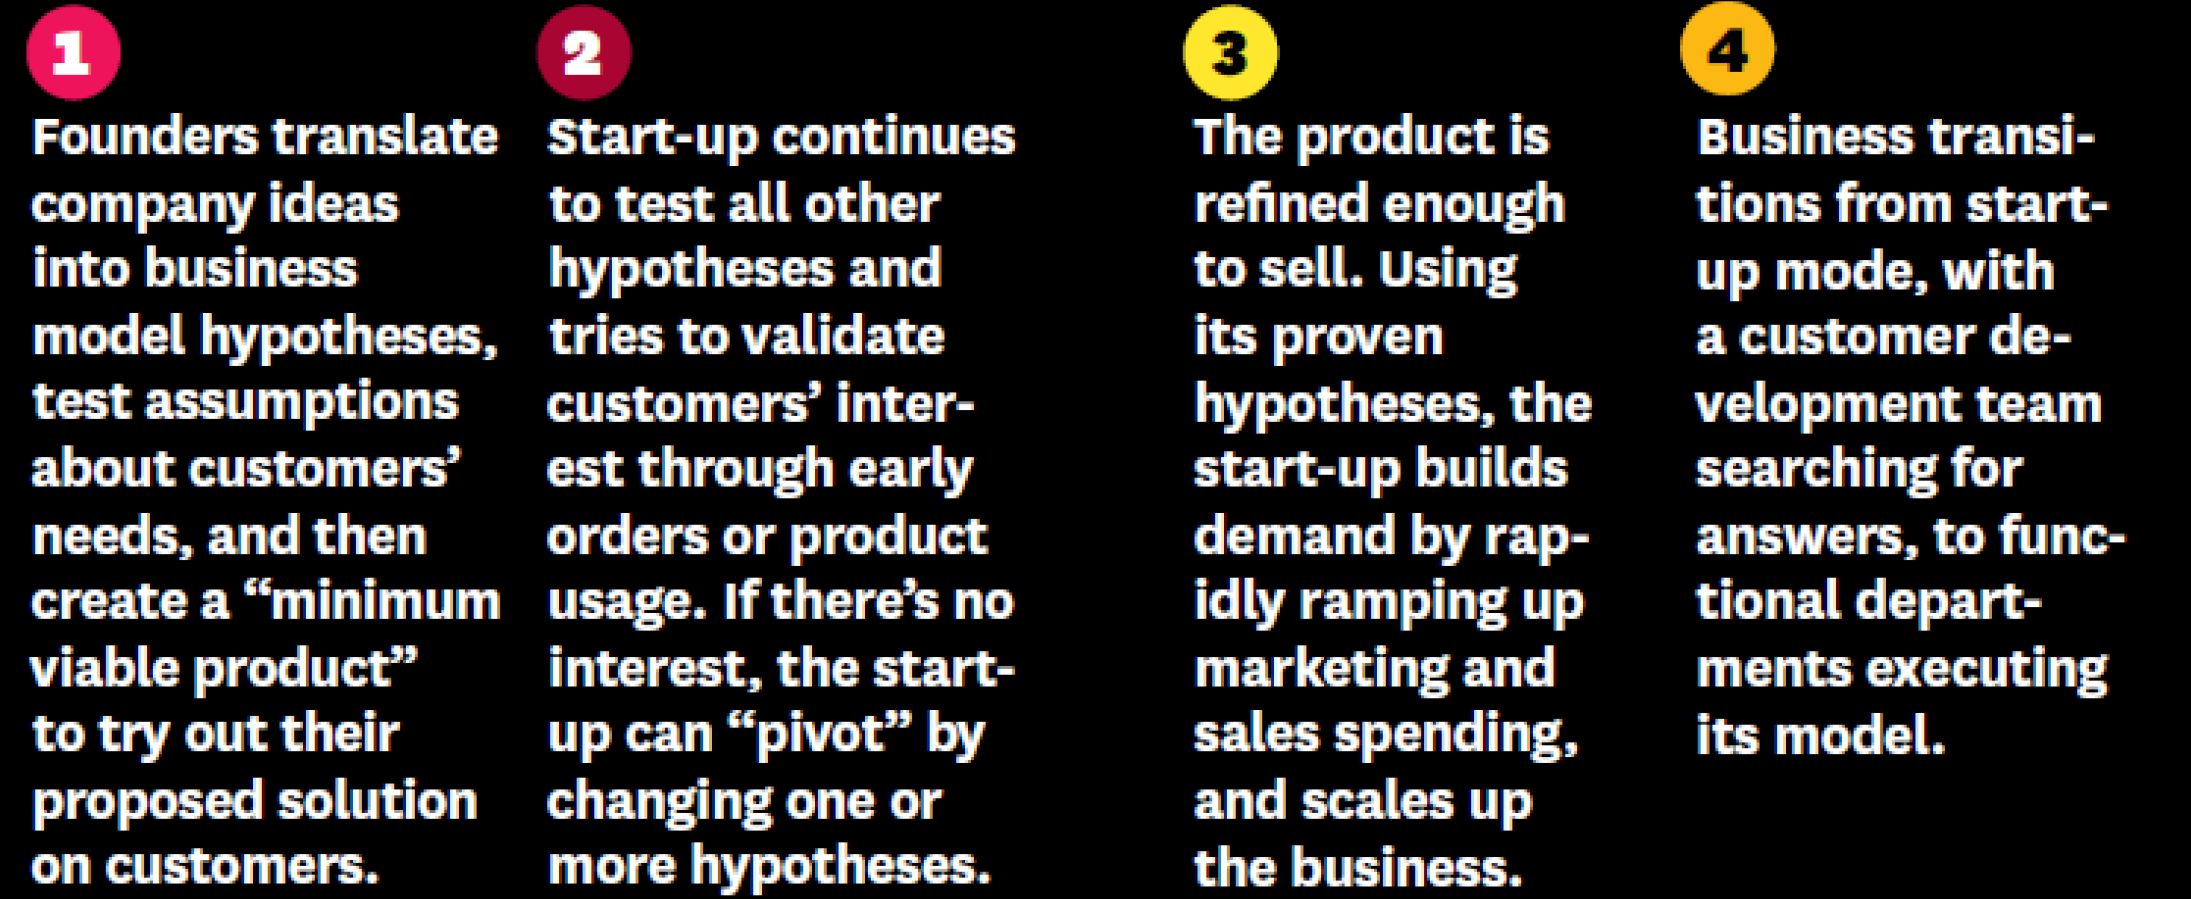 1
Founders translate
company ideas
into business
model hypotheses,
test assumptions
about customers’
needs, and then
create a “minimum
viable product”
to try out their
proposed solution
on customers.
2
Start-up continues
to test all other
hypotheses and
tries to validate
customers’ inter-
est through early
orders or product
usage. If there’s no
interest, the start-
up can “pivot” by
changing one or
more hypotheses.
3
The product is
refined enough
to sell. Using
its proven
hypotheses, the
start-up builds
demand by rap-
idly ramping up
marketing and
sales spending,
and scales up
the business.
4
Business transi-
tions from start-
up mode, with
a customer de-
velopment team
searching for
answers, to func-
tional depart-
ments executing
its model.